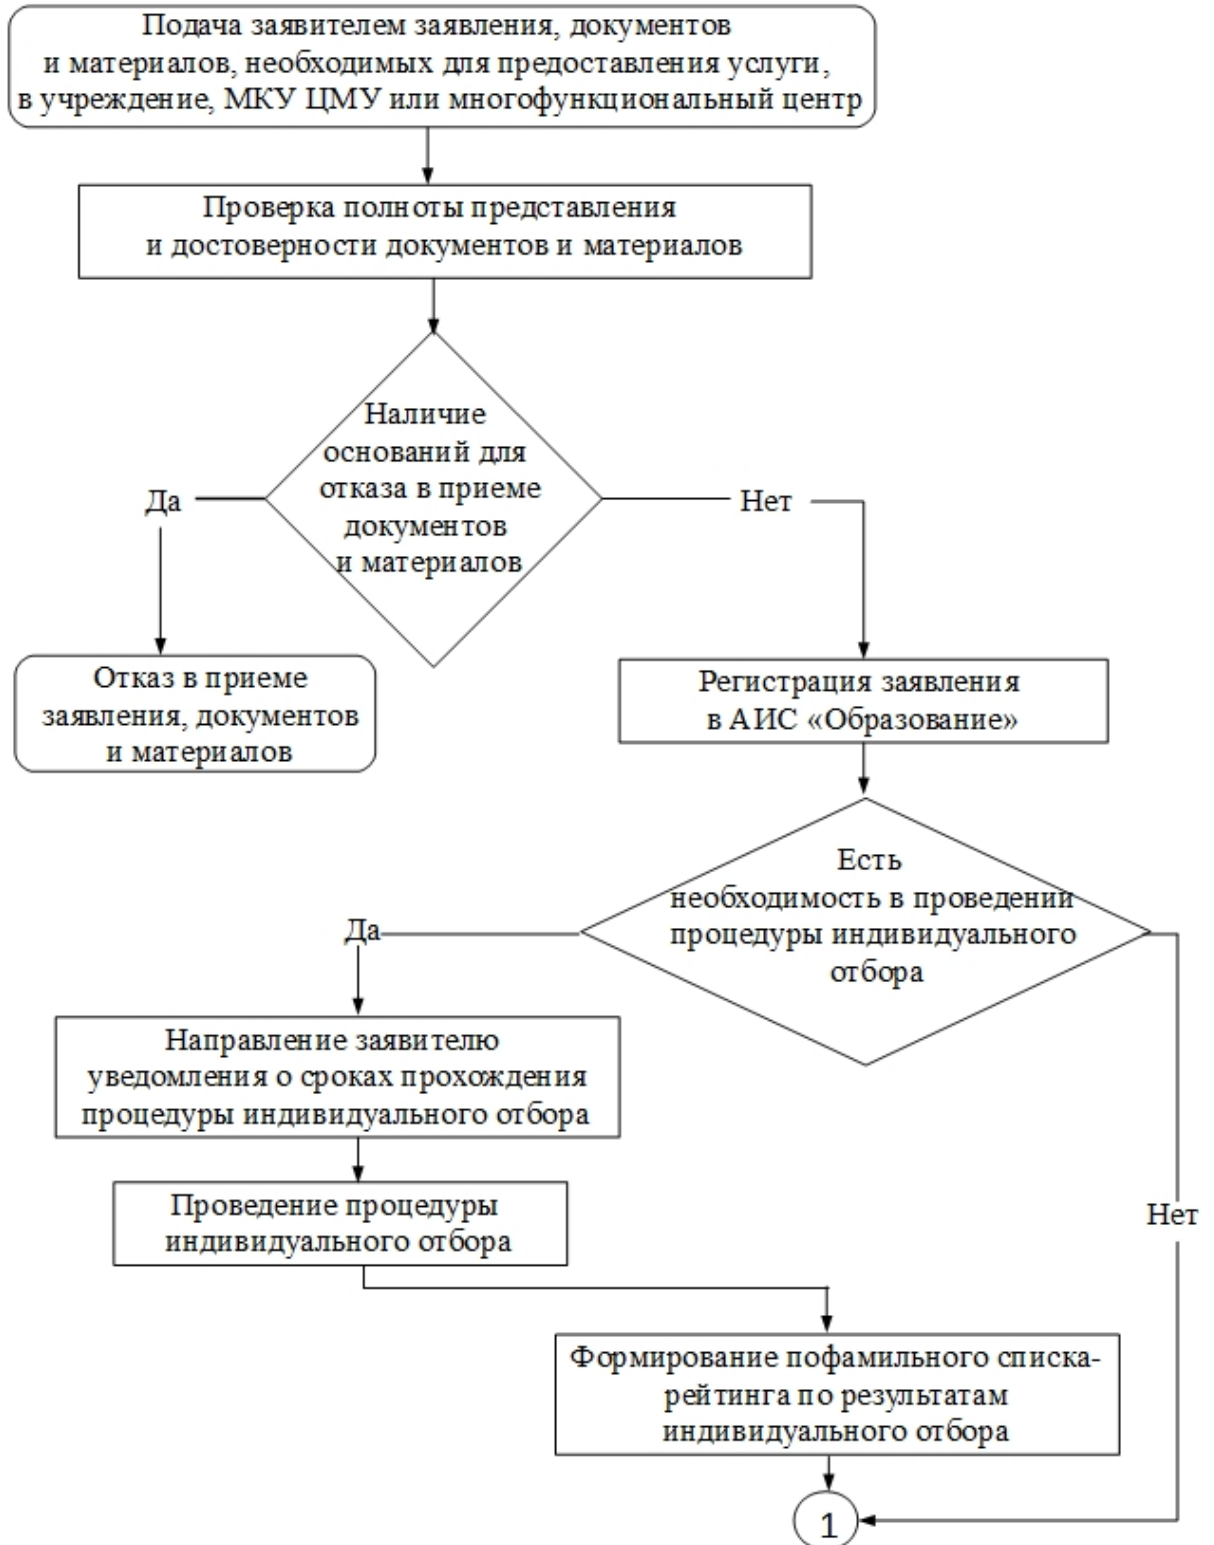 Подача заявителем заявления, документов
и материалов, необходимых для предоставления услуги,
в учреждение, МКУ ЦМУ или многофункциональный центр
Проверка полноты представления
и достоверности документов и материалов
Наличие
оснований для
отказа в приеме
документов
и материалов
Да
Нет
Отказ в приеме
заявления, документов
и материалов
Регистрация заявления
в АИС «Образование»
Есть
необходимость в проведении
процедуры индивидуального
отбора
Да
Направление заявителю
уведомления о сроках прохождения
процедуры индивидуального отбора
Проведение процедуры
индивидуального отбора
Нет
Формирование пофамильного списка-
рейтинга по результатам
индивидуального отбора
1